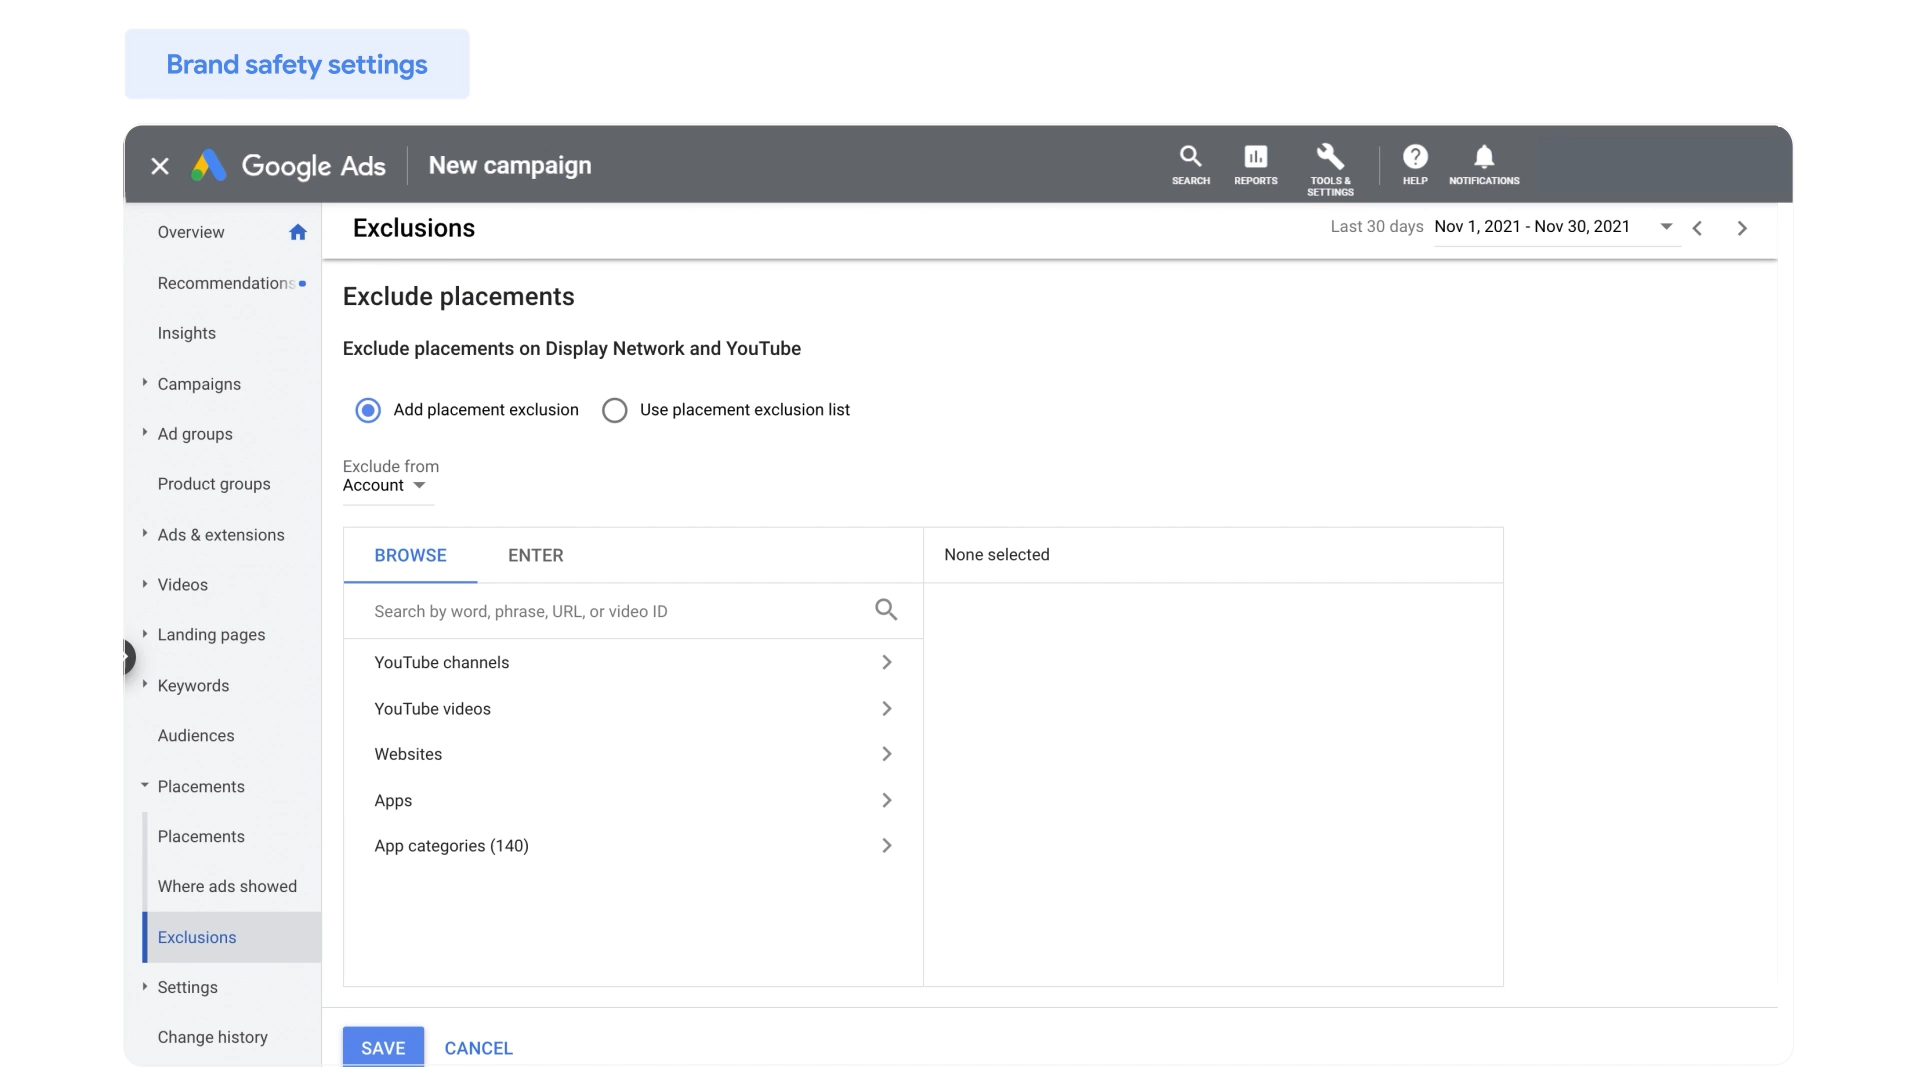 Brand safety settings
Google Ads
New campaign
SEARCH
REPORTS
TOOLS &
SETTINGS
HELP
NOTIFICATIONS
Overview
Recommendations
Insights
Campaigns
Ad groups
Product groups
Ads & extensions
Videos
Landing pages
Keywords
Audiences
Placements
Placements
Where ads showed
Exclusions
Settings
Change history
Exclusions
Last 30 days Nov 1, 2021 - Nov 30, 2021
Exclude placements
Exclude placements on Display Network and YouTube
Add placement exclusion
Use placement exclusion list
Exclude from
Account
BROWSE
ENTER
None selected
Search by word, phrase, URL, or video ID
YouTube channels
YouTube videos
Websites
Apps
App categories (140)
SAVE
CANCEL